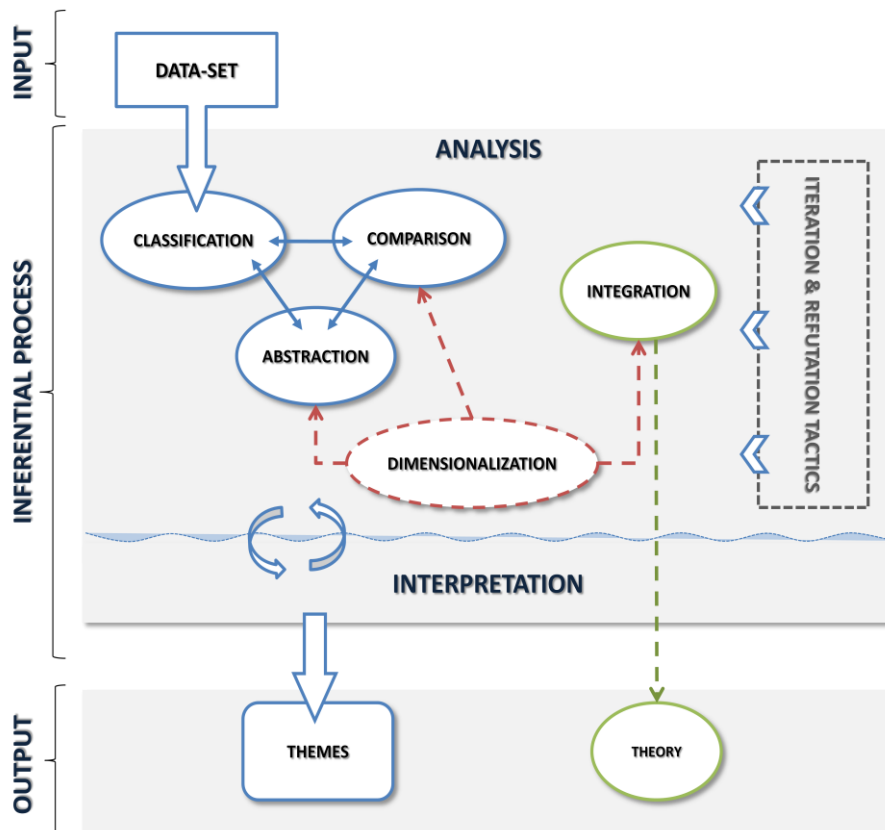 INPUT
DATA-SET
INFERENTIAL PROCESS
ANALYSIS
CLASSIFICATION
COMPARISON
ABSTRACTION
INTEGRATION
DIMENSIONALIZATION
ITERATION & REFUTATION TACTICS
INTERPRETATION
OUTPUT
THEMES
THEORY